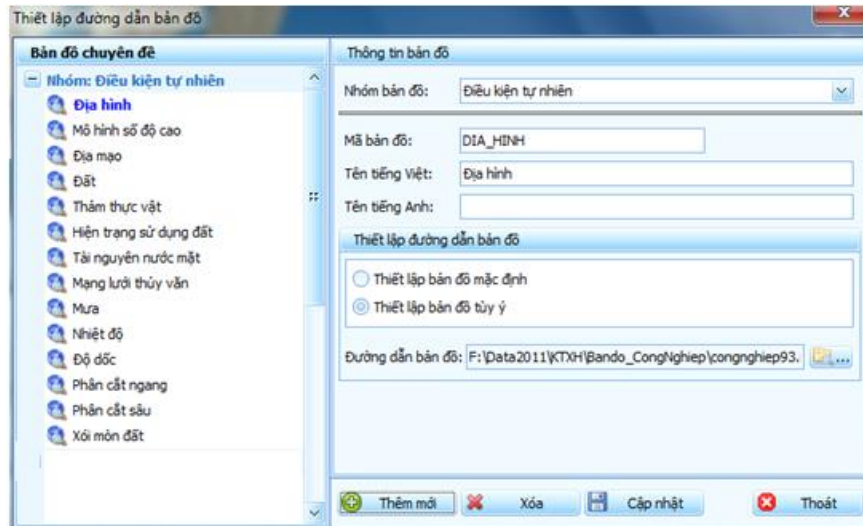 Thiết lập đường dẫn bản đồ
Bản đồ chuyên đề
Nhóm: Điều kiện tự nhiên
Địa hình
Mô hình số độ cao
Địa mạo
Đất
Thảm thực vật
Hiện trạng sử dụng đất
Tài nguyên nước mặt
Mạng lưới thủy văn
Mưa
Nhiệt độ
Độ dốc
Phân cắt ngang
Phân cắt sâu
Xói mòn đất
Thông tin bản đồ
Nhóm bản đồ: Điều kiện tự nhiên
Mã bản đồ: DIA_HINH
Tên tiếng Việt: Địa hình
Tên tiếng Anh:
Thiết lập đường dẫn bản đồ
Thiết lập bản đồ mặc định
Thiết lập bản đồ tùy ý
Đường dẫn bản đồ: F:\Data2011\KTXH\Bando_CongNghiep\congnghiep93. ...
Thêm mới Xóa Cập nhật Thoát